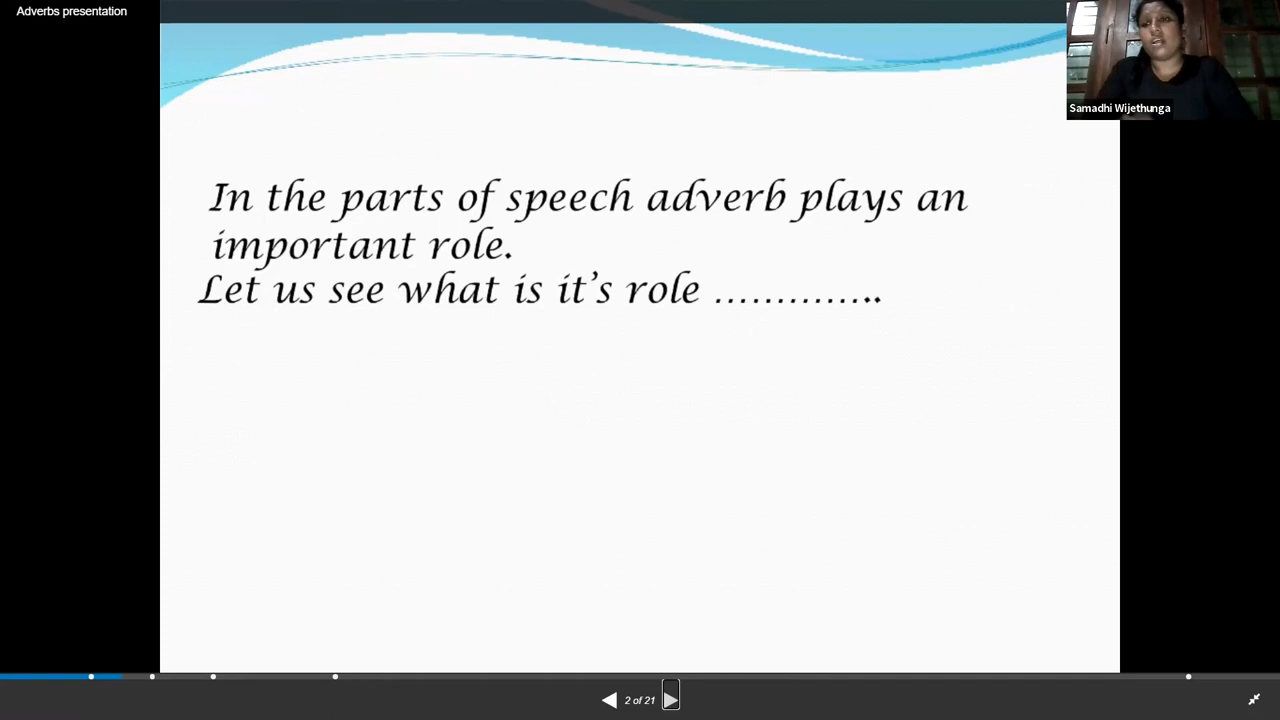 Adverbs presentation
Samadhi Wijethunga
In the parts of speech adverb plays an
important role.
Let us see what is it’s role …………..
2 of 21